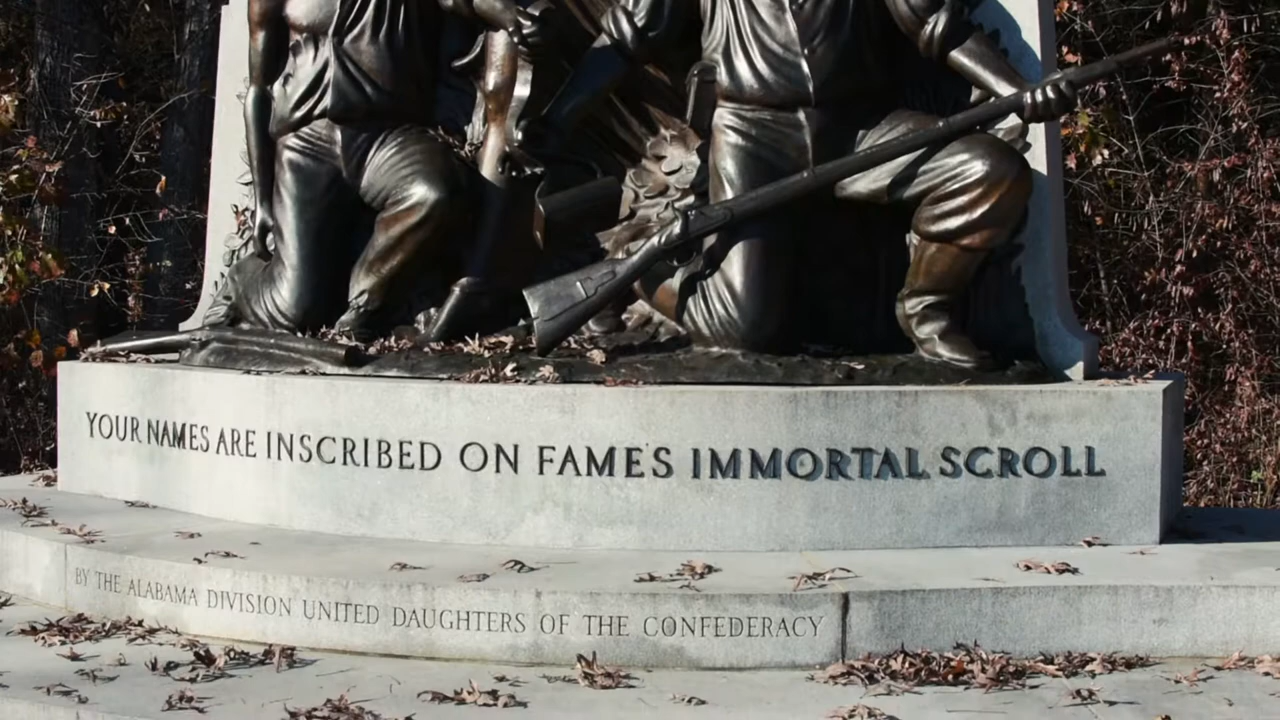 YOUR NAMES ARE INSCRIBED ON FAMES IMMORTAL SCROLL
BY THE ALABAMA DIVISION UNITED DAUGHTERS OF THE CONFEDERACY